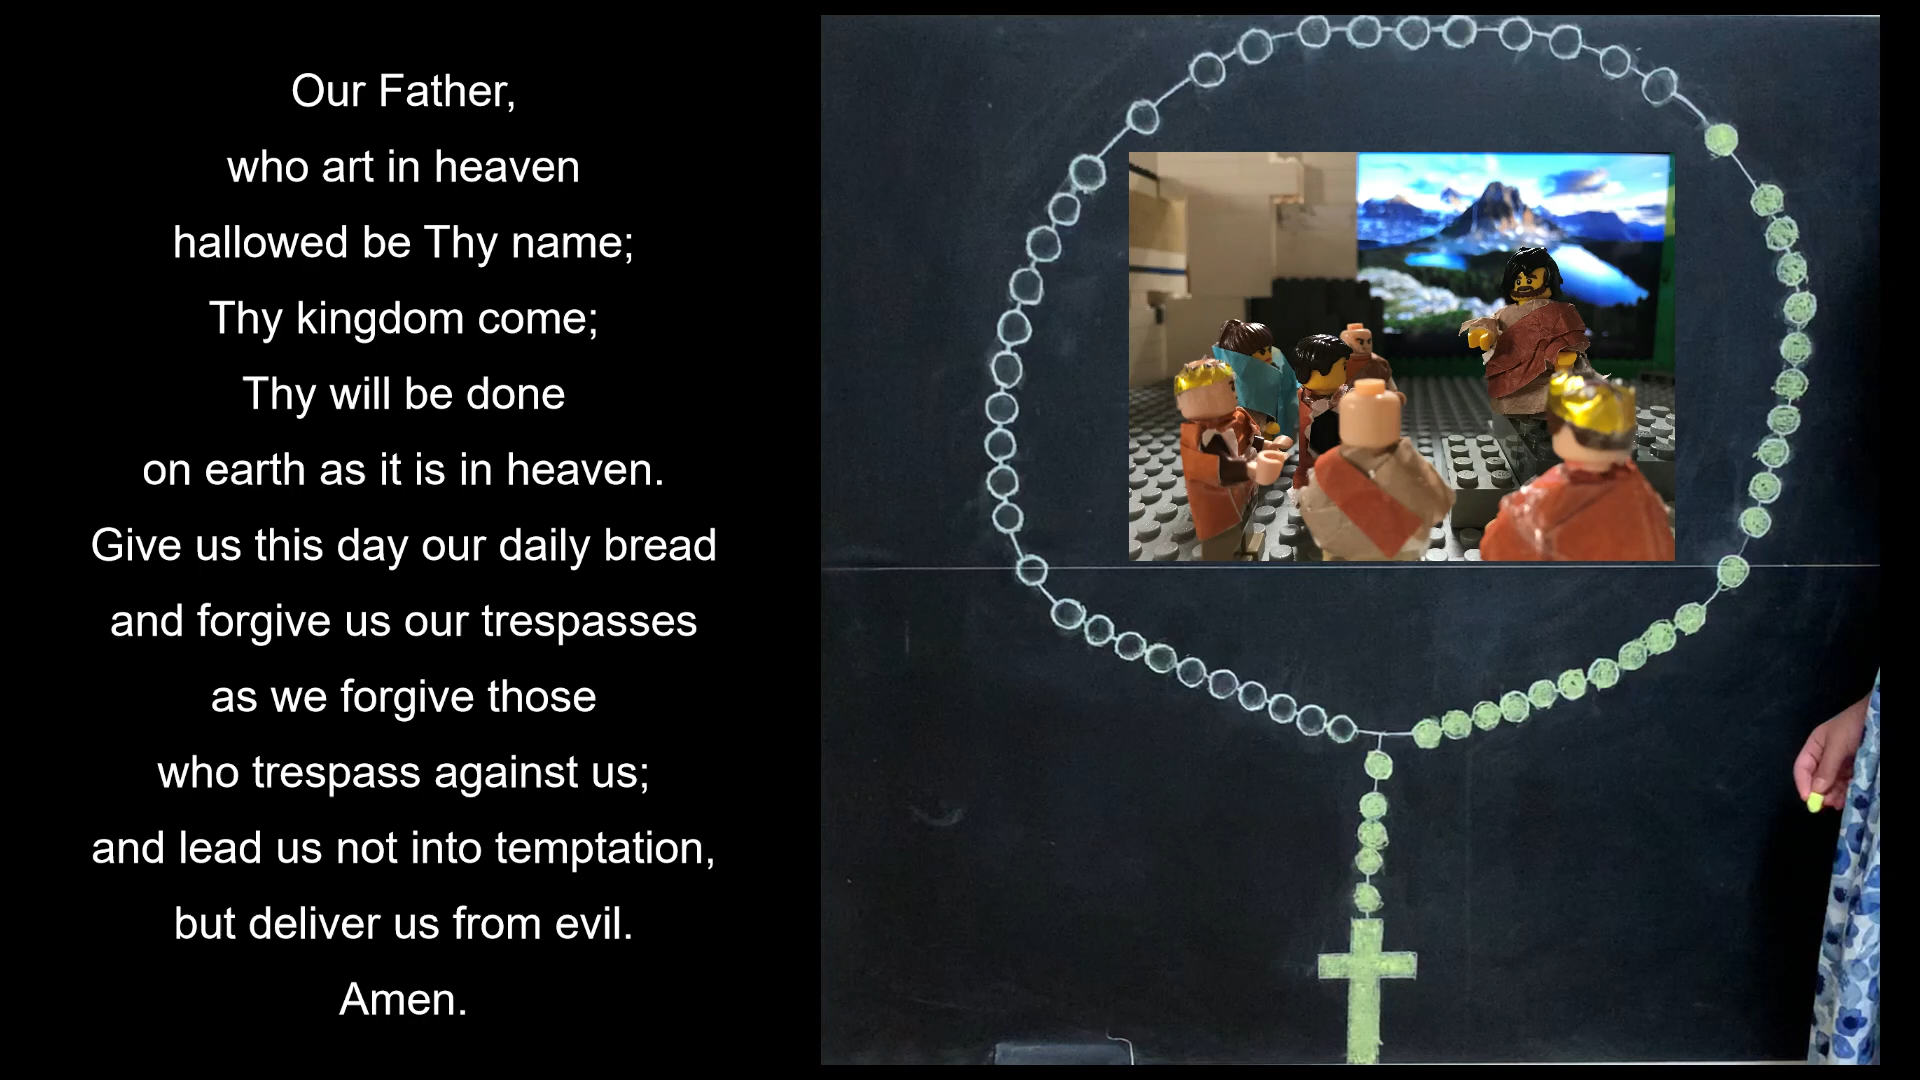 Our Father,
who art in heaven
hallowed be Thy name;
Thy kingdom come;
Thy will be done
on earth as it is in heaven.
Give us this day our daily bread
and forgive us our trespasses
as we forgive those
who trespass against us;
and lead us not into temptation,
but deliver us from evil.
Amen.